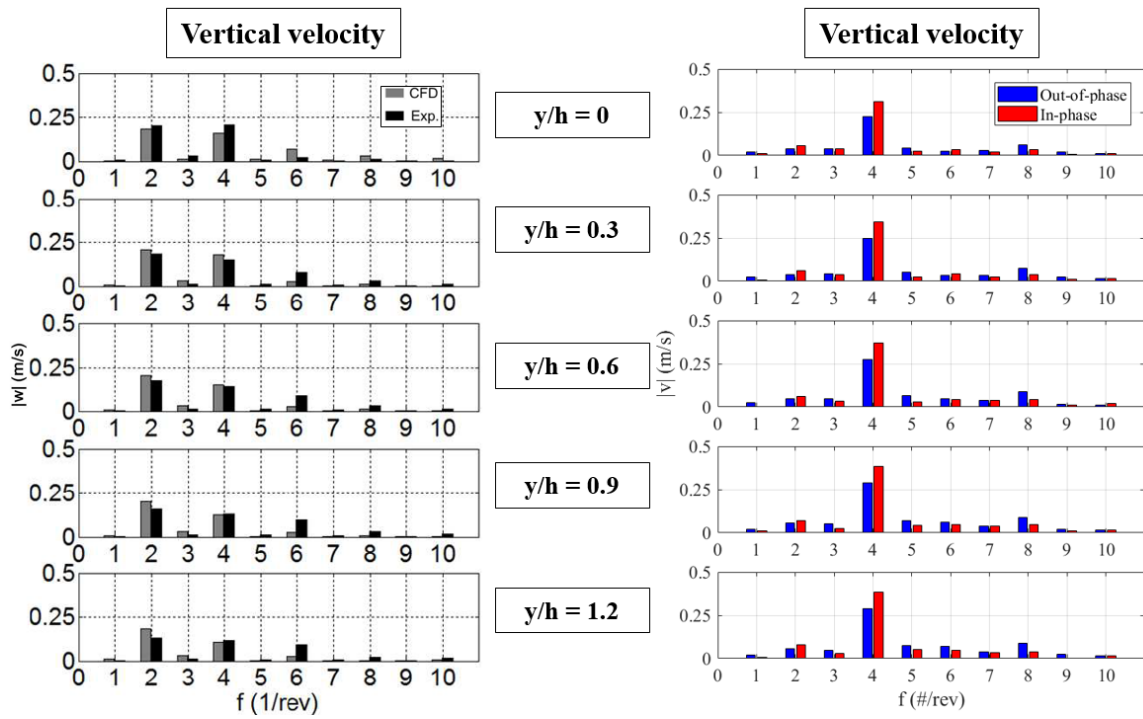 Vertical velocity
Vertical velocity
0.5
0.25
0
CFD
Exp.
0 1 2 3 4 5 6 7 8 9 10
y/h = 0
0.5
0.25
0
Out-of-phase
In-phase
0 1 2 3 4 5 6 7 8 9 10
0.5
0.25
0
0 1 2 3 4 5 6 7 8 9 10
y/h = 0.3
0.5
0.25
0
0 1 2 3 4 5 6 7 8 9 10
|w| (m/s)
0.5
0.25
0
0 1 2 3 4 5 6 7 8 9 10
y/h = 0.6
|v| (m/s)
0.5
0.25
0
0 1 2 3 4 5 6 7 8 9 10
0.5
0.25
0
0 1 2 3 4 5 6 7 8 9 10
y/h = 0.9
0.5
0.25
0
0 1 2 3 4 5 6 7 8 9 10
0.5
0.25
0
0 1 2 3 4 5 6 7 8 9 10
f (1/rev)
y/h = 1.2
0.5
0.25
0
0 1 2 3 4 5 6 7 8 9 10
f (#/rev)